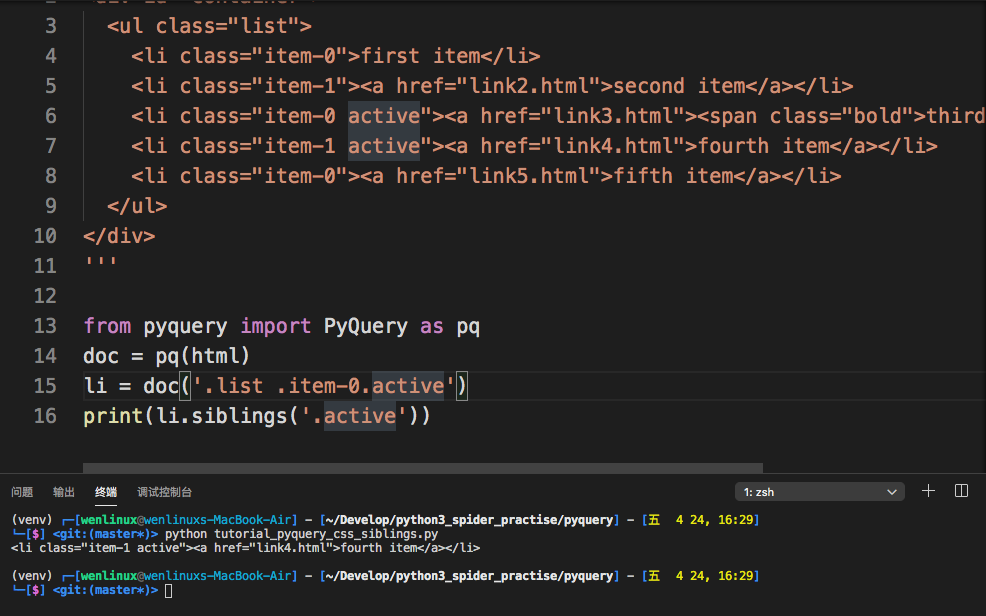 3 <ul class="list">
4 <li class="item-0">first item</li>
5 <li class="item-1"><a href="link2.html">second item</a></li>
6 <li class="item-0 active"><a href="link3.html"><span class="bold">third
7 <li class="item-1 active"><a href="link4.html">fourth item</a></li>
8 <li class="item-0"><a href="link5.html">fifth item</a></li>
9 </ul>
10 </div>
11 '''
12
13 from pyquery import PyQuery as pq
14 doc = pq(html)
15 li = doc('.list .item-0.active')
16 print(li.siblings('.active'))
问题 输出 终端 调试控制台 1: zsh
(venv) ┌─[wenlinux@wenlinuxs-MacBook-Air] – [~/Develop/python3_spider_practise/pyquery] – [五 4 24, 16:29]
└─[$] <git:(master*)> python tutorial_pyquery_css_siblings.py
<li class="item-1 active"><a href="link4.html">fourth item</a></li>
(venv) ┌─[wenlinux@wenlinuxs-MacBook-Air] – [~/Develop/python3_spider_practise/pyquery] – [五 4 24, 16:29]
└─[$] <git:(master*)>